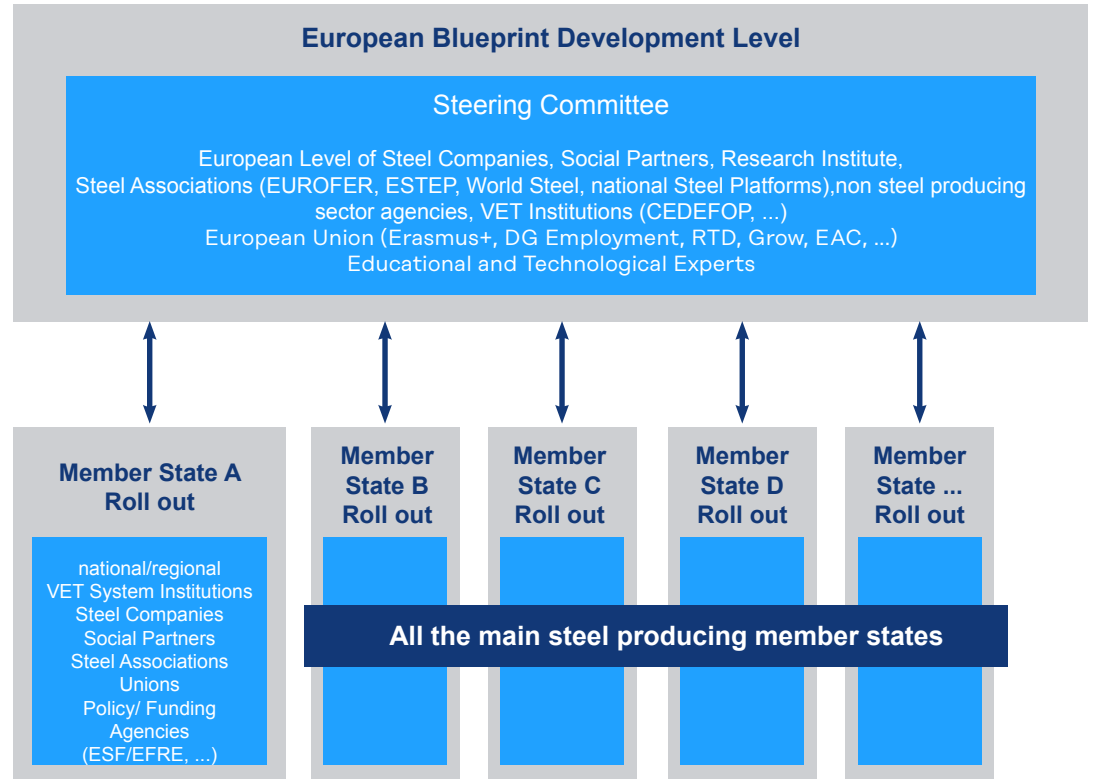 European Blueprint Development Level
Steering Committee
European Level of Steel Companies, Social Partners, Research Institute,
Steel Associations (EUROFER, ESTEP, World Steel, national Steel Platforms),non steel producing
sector agencies, VET Institutions (CEDEFOP, ...)
European Union (Erasmus+, DG Employment, RTD, Grow, EAC, ...)
Educational and Technological Experts
Member State A
Roll out
national/regional
VET System Institutions
Steel Companies
Social Partners
Steel Associations
Unions
Policy/ Funding
Agencies
(ESF/EFRE, ...)
Member
State B
Roll out
Member
State C
Roll out
Member
State D
Roll out
Member
State ...
Roll out
All the main steel producing member states